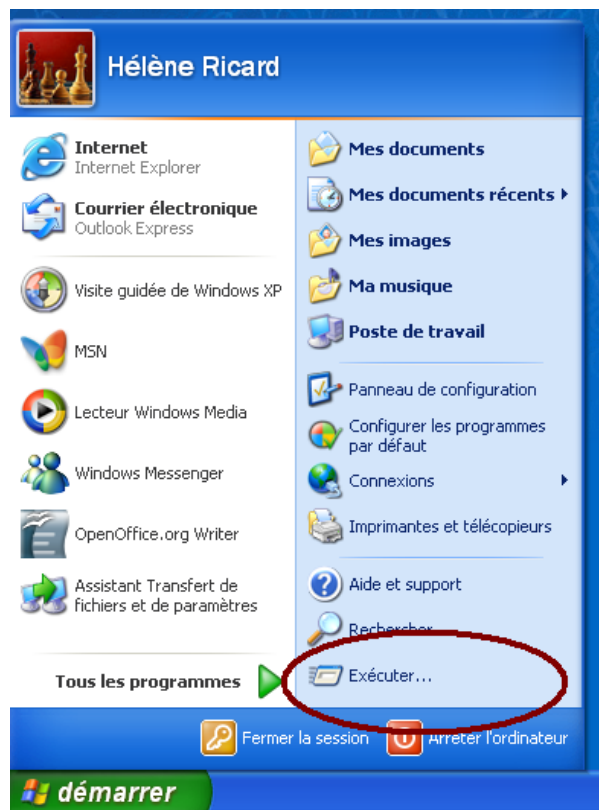 Hélène Ricard
Internet
Internet Explorer
Courrier électronique
Outlook Express
Visite guidée de Windows XP
MSN
Lecteur Windows Media
Windows Messenger
OpenOffice.org Writer
Assistant Transfert de
fichiers et de paramètres
Tous les programmes
Mes documents
Mes documents récents
Mes images
Ma musique
Poste de travail
Panneau de configuration
Configurer les programmes
par défaut
Connexions
Imprimantes et télécopieurs
Aide et support
Rechercher
Exécuter...
Fermer la session
Arrêter l'ordinateur
démarrer